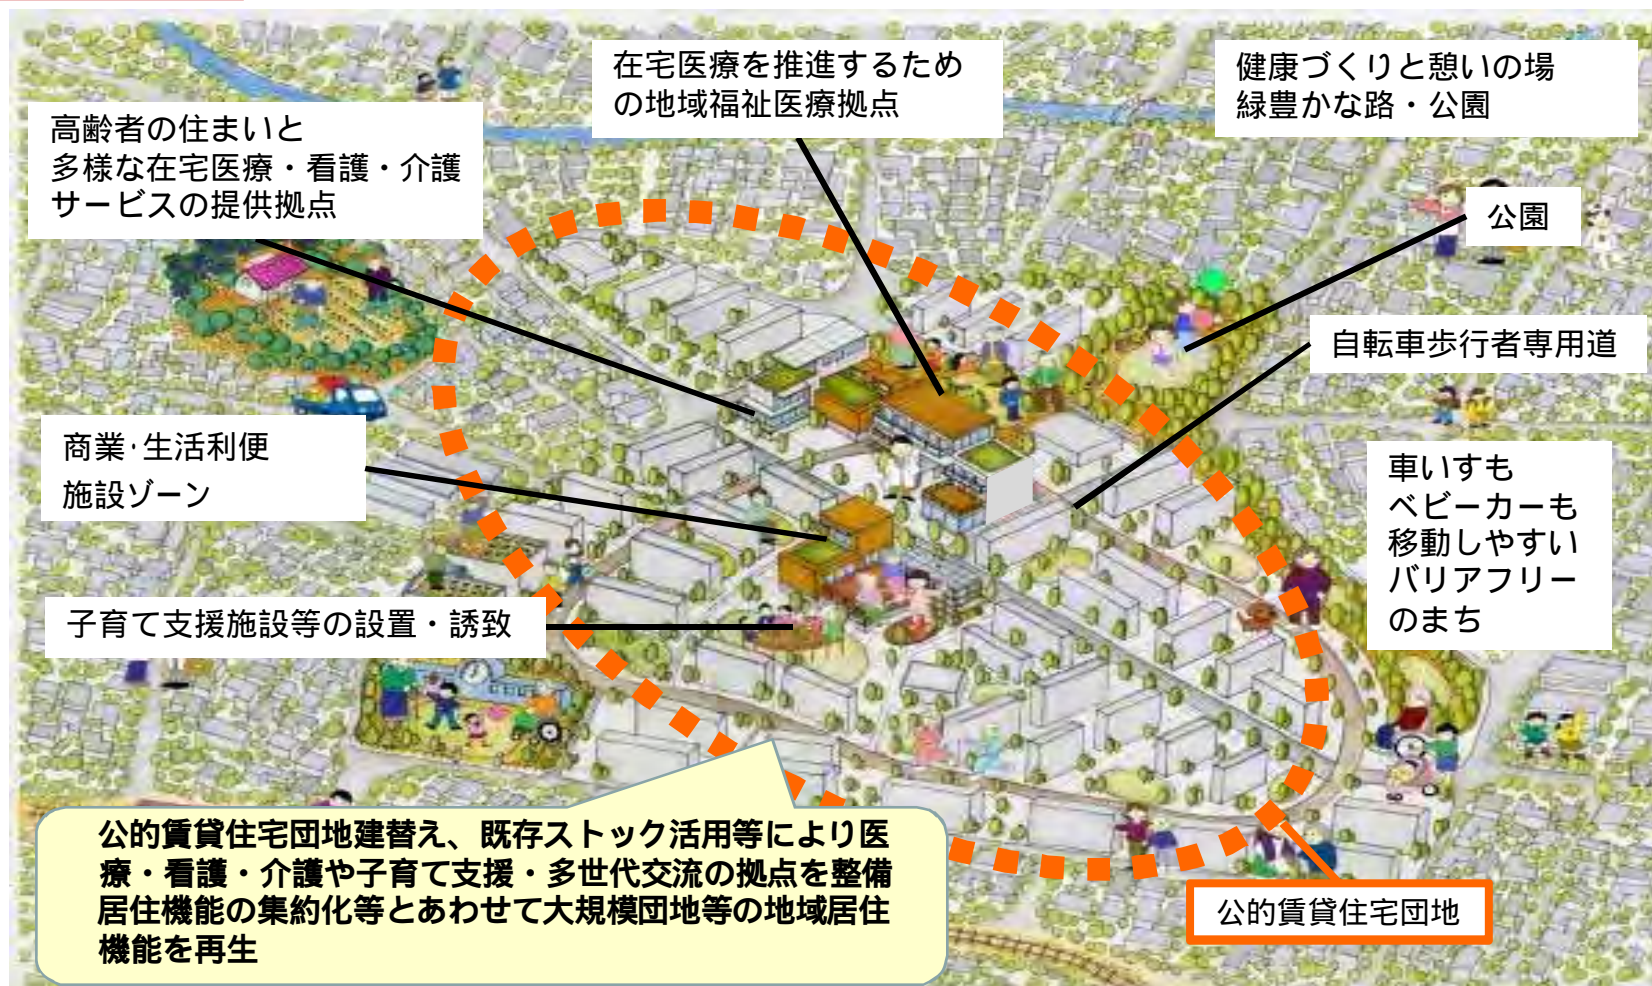 在宅医療を推進するため
の地域福祉医療拠点
健康づくりと憩いの場
緑豊かな路・公園
高齢者の住まいと
多様な在宅医療・看護・介護
サービスの提供拠点
公園
自転車歩行者専用道
商業・生活利便
施設ゾーン
車いすも
ベビーカーも
移動しやすい
バリアフリー
のまち
子育て支援施設等の設置・誘致
公的賃貸住宅団地建替え、既存ストック活用等により医
療・看護・介護や子育て支援・多世代交流の拠点を整備
居住機能の集約化等とあわせて大規模団地等の地域居住
機能を再生
公的賃貸住宅団地